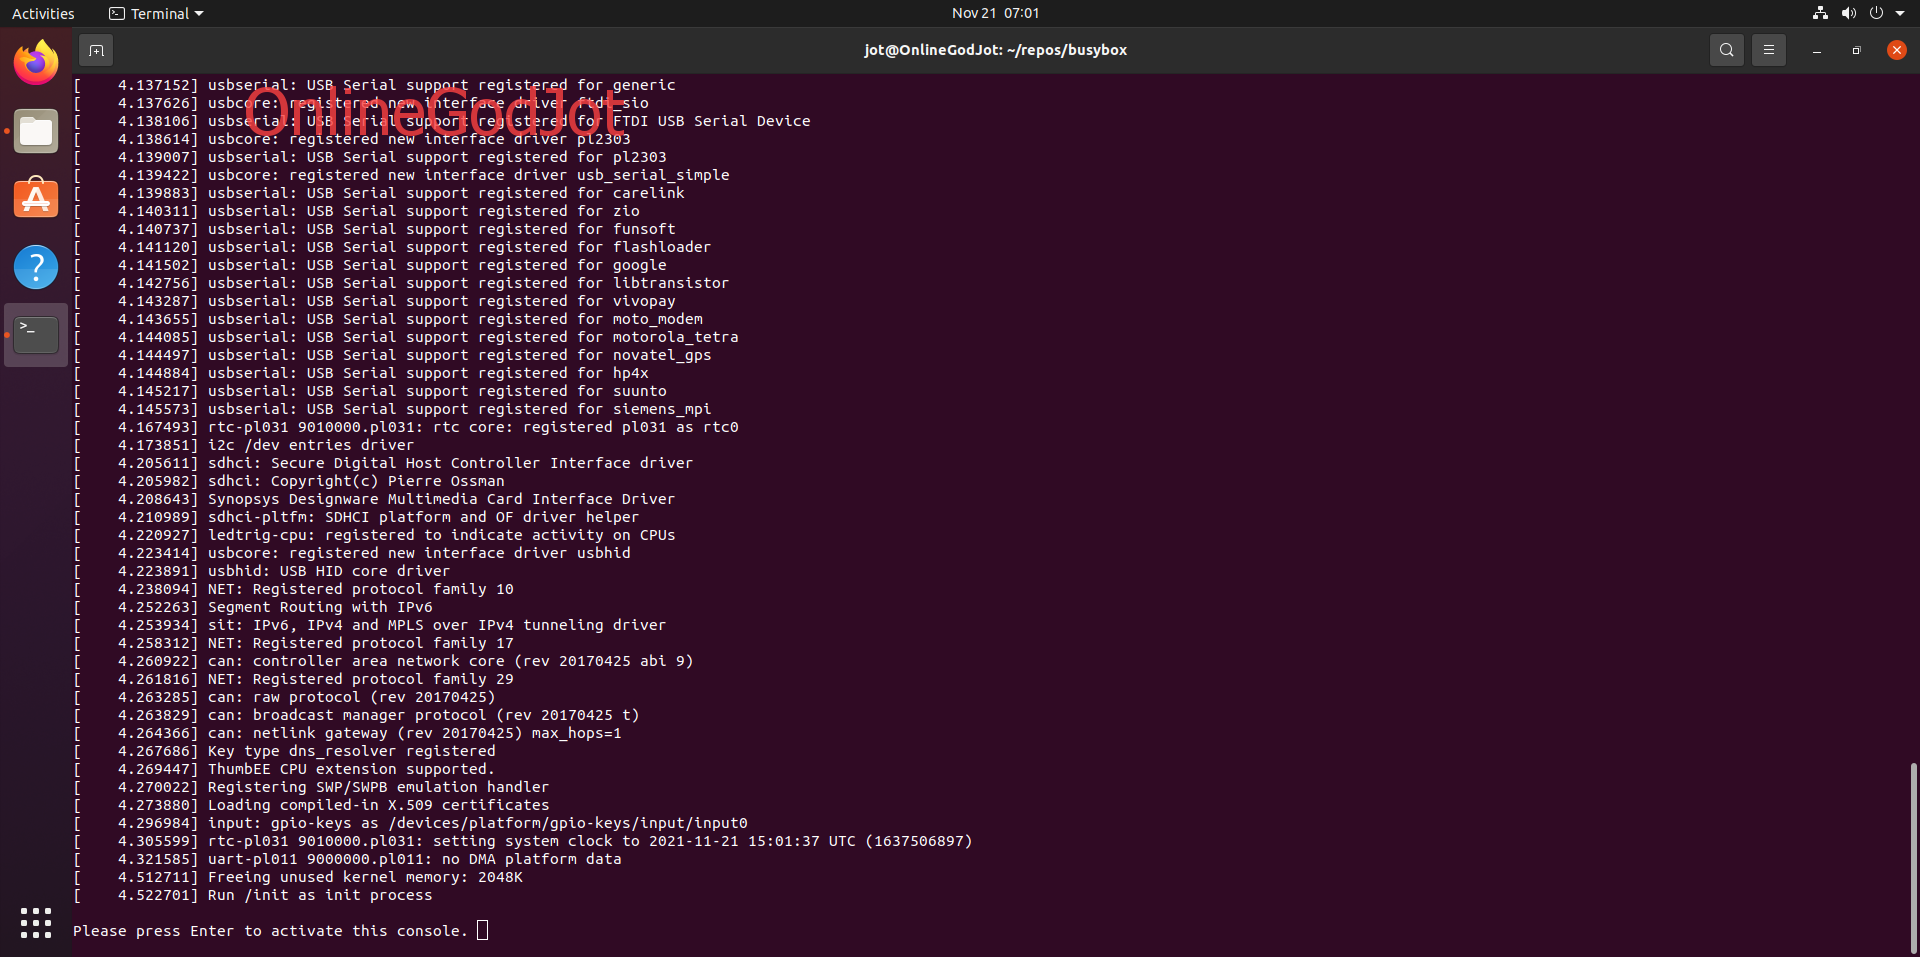 Activities Terminal Nov 21 07:01
jot@OnlineGodJot: ~/repos/busybox
[    4.137152] usbserial: USB Serial support registered for generic
[    4.137626] usbcore: registered new interface driver ftdi_sio
OnlineGodJot
[    4.138106] usbserial: USB Serial support registered for FTDI USB Serial Device
[    4.138614] usbcore: registered new interface driver pl2303
[    4.139007] usbserial: USB Serial support registered for pl2303
[    4.139422] usbcore: registered new interface driver usb_serial_simple
[    4.139883] usbserial: USB Serial support registered for carelink
[    4.140311] usbserial: USB Serial support registered for zio
[    4.140737] usbserial: USB Serial support registered for funsoft
[    4.141120] usbserial: USB Serial support registered for flashloader
[    4.141502] usbserial: USB Serial support registered for google
[    4.142756] usbserial: USB Serial support registered for libtransistor
[    4.143287] usbserial: USB Serial support registered for vivopay
[    4.143655] usbserial: USB Serial support registered for moto_modem
[    4.144085] usbserial: USB Serial support registered for motorola_tetra
[    4.144497] usbserial: USB Serial support registered for novatel_gps
[    4.144884] usbserial: USB Serial support registered for hp4x
[    4.145217] usbserial: USB Serial support registered for suunto
[    4.145573] usbserial: USB Serial support registered for siemens_mpi
[    4.167493] rtc-pl031 9010000.pl031: rtc core: registered pl031 as rtc0
[    4.173851] i2c /dev entries driver
[    4.205611] sdhci: Secure Digital Host Controller Interface driver
[    4.205982] sdhci: Copyright(c) Pierre Ossman
[    4.208643] Synopsys Designware Multimedia Card Interface Driver
[    4.210989] sdhci-pltfm: SDHCI platform and OF driver helper
[    4.220927] ledtrig-cpu: registered to indicate activity on CPUs
[    4.223414] usbcore: registered new interface driver usbhid
[    4.223891] usbhid: USB HID core driver
[    4.238094] NET: Registered protocol family 10
[    4.252263] Segment Routing with IPv6
[    4.253934] sit: IPv6, IPv4 and MPLS over IPv4 tunneling driver
[    4.258312] NET: Registered protocol family 17
[    4.260922] can: controller area network core (rev 20170425 abi 9)
[    4.261816] NET: Registered protocol family 29
[    4.263285] can: raw protocol (rev 20170425)
[    4.263829] can: broadcast manager protocol (rev 20170425 t)
[    4.264366] can: netlink gateway (rev 20170425) max_hops=1
[    4.267686] Key type dns_resolver registered
[    4.269447] ThumbEE CPU extension supported.
[    4.270022] Registering SWP/SWPB emulation handler
[    4.273880] Loading compiled-in X.509 certificates
[    4.296984] input: gpio-keys as /devices/platform/gpio-keys/input/input0
[    4.305599] rtc-pl031 9010000.pl031: setting system clock to 2021-11-21 15:01:37 UTC (1637506897)
[    4.321585] uart-pl011 9000000.pl011: no DMA platform data
[    4.512711] Freeing unused kernel memory: 2048K
[    4.522701] Run /init as init process
Please press Enter to activate this console.